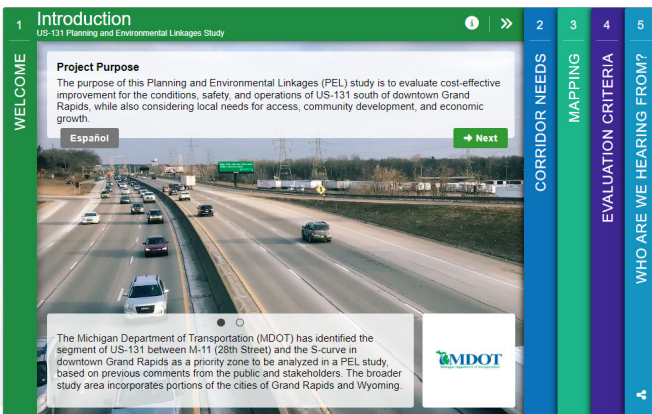 1
WELCOME
Introduction
US-131 Planning and Environmental Linkages Study
i
Project Purpose
The purpose of this Planning and Environmental Linkages (PEL) study is to evaluate cost-effective
improvement for the conditions, safety, and operations of US-131 south of downtown Grand
Rapids, while also considering local needs for access, community development, and economic
growth.
Español
Next
The Michigan Department of Transportation (MDOT) has identified the
segment of US-131 between M-11 (28th Street) and the S-curve in
downtown Grand Rapids as a priority zone to be analyzed in a PEL study,
based on previous comments from the public and stakeholders. The broader
study area incorporates portions of the cities of Grand Rapids and Wyoming.
MDOT
Michigan Department of Transportation
2
CORRIDOR NEEDS
3
MAPPING
4
EVALUATION CRITERIA
5
WHO ARE WE HEARING FROM?